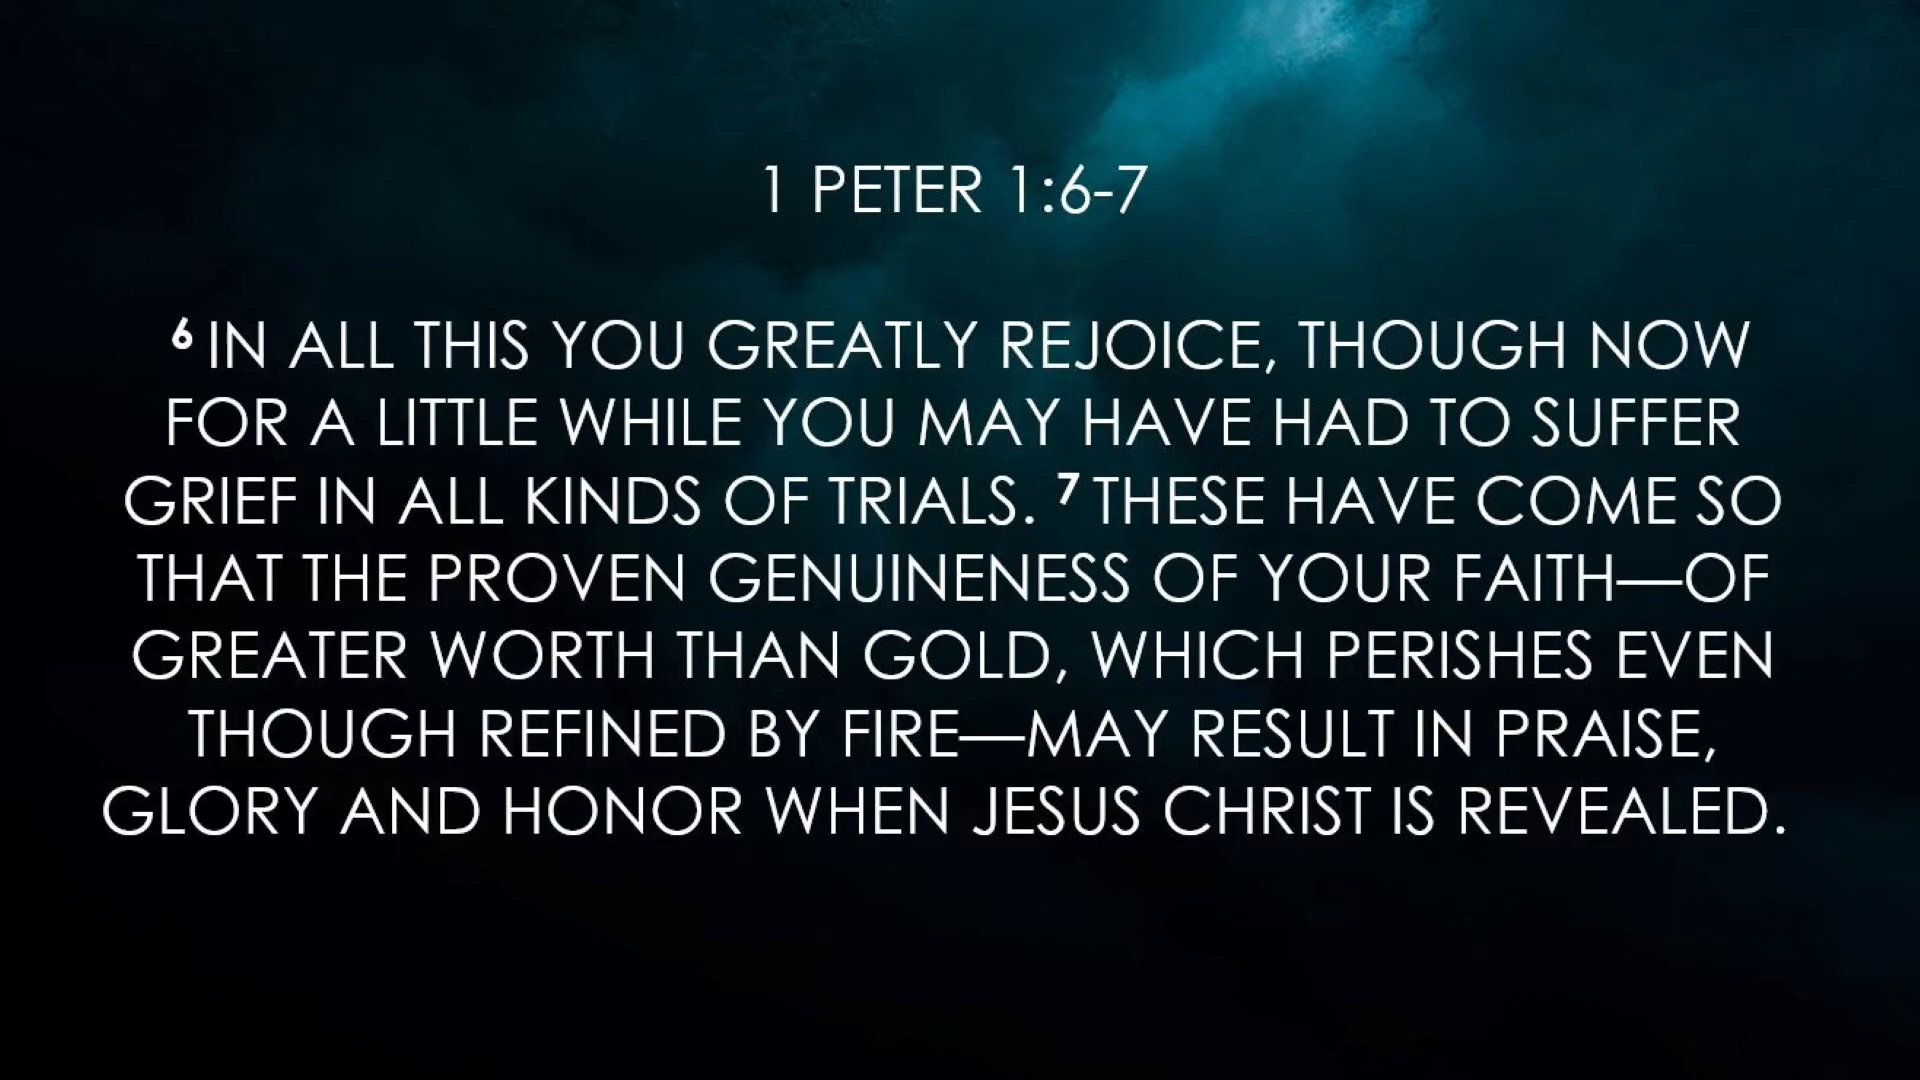 1 PETER 1:6-7
6 IN ALL THIS YOU GREATLY REJOICE, THOUGH NOW
FOR A LITTLE WHILE YOU MAY HAVE HAD TO SUFFER
GRIEF IN ALL KINDS OF TRIALS. 7 THESE HAVE COME SO
THAT THE PROVEN GENUINENESS OF YOUR FAITH—OF
GREATER WORTH THAN GOLD, WHICH PERISHES EVEN
THOUGH REFINED BY FIRE—MAY RESULT IN PRAISE,
GLORY AND HONOR WHEN JESUS CHRIST IS REVEALED.